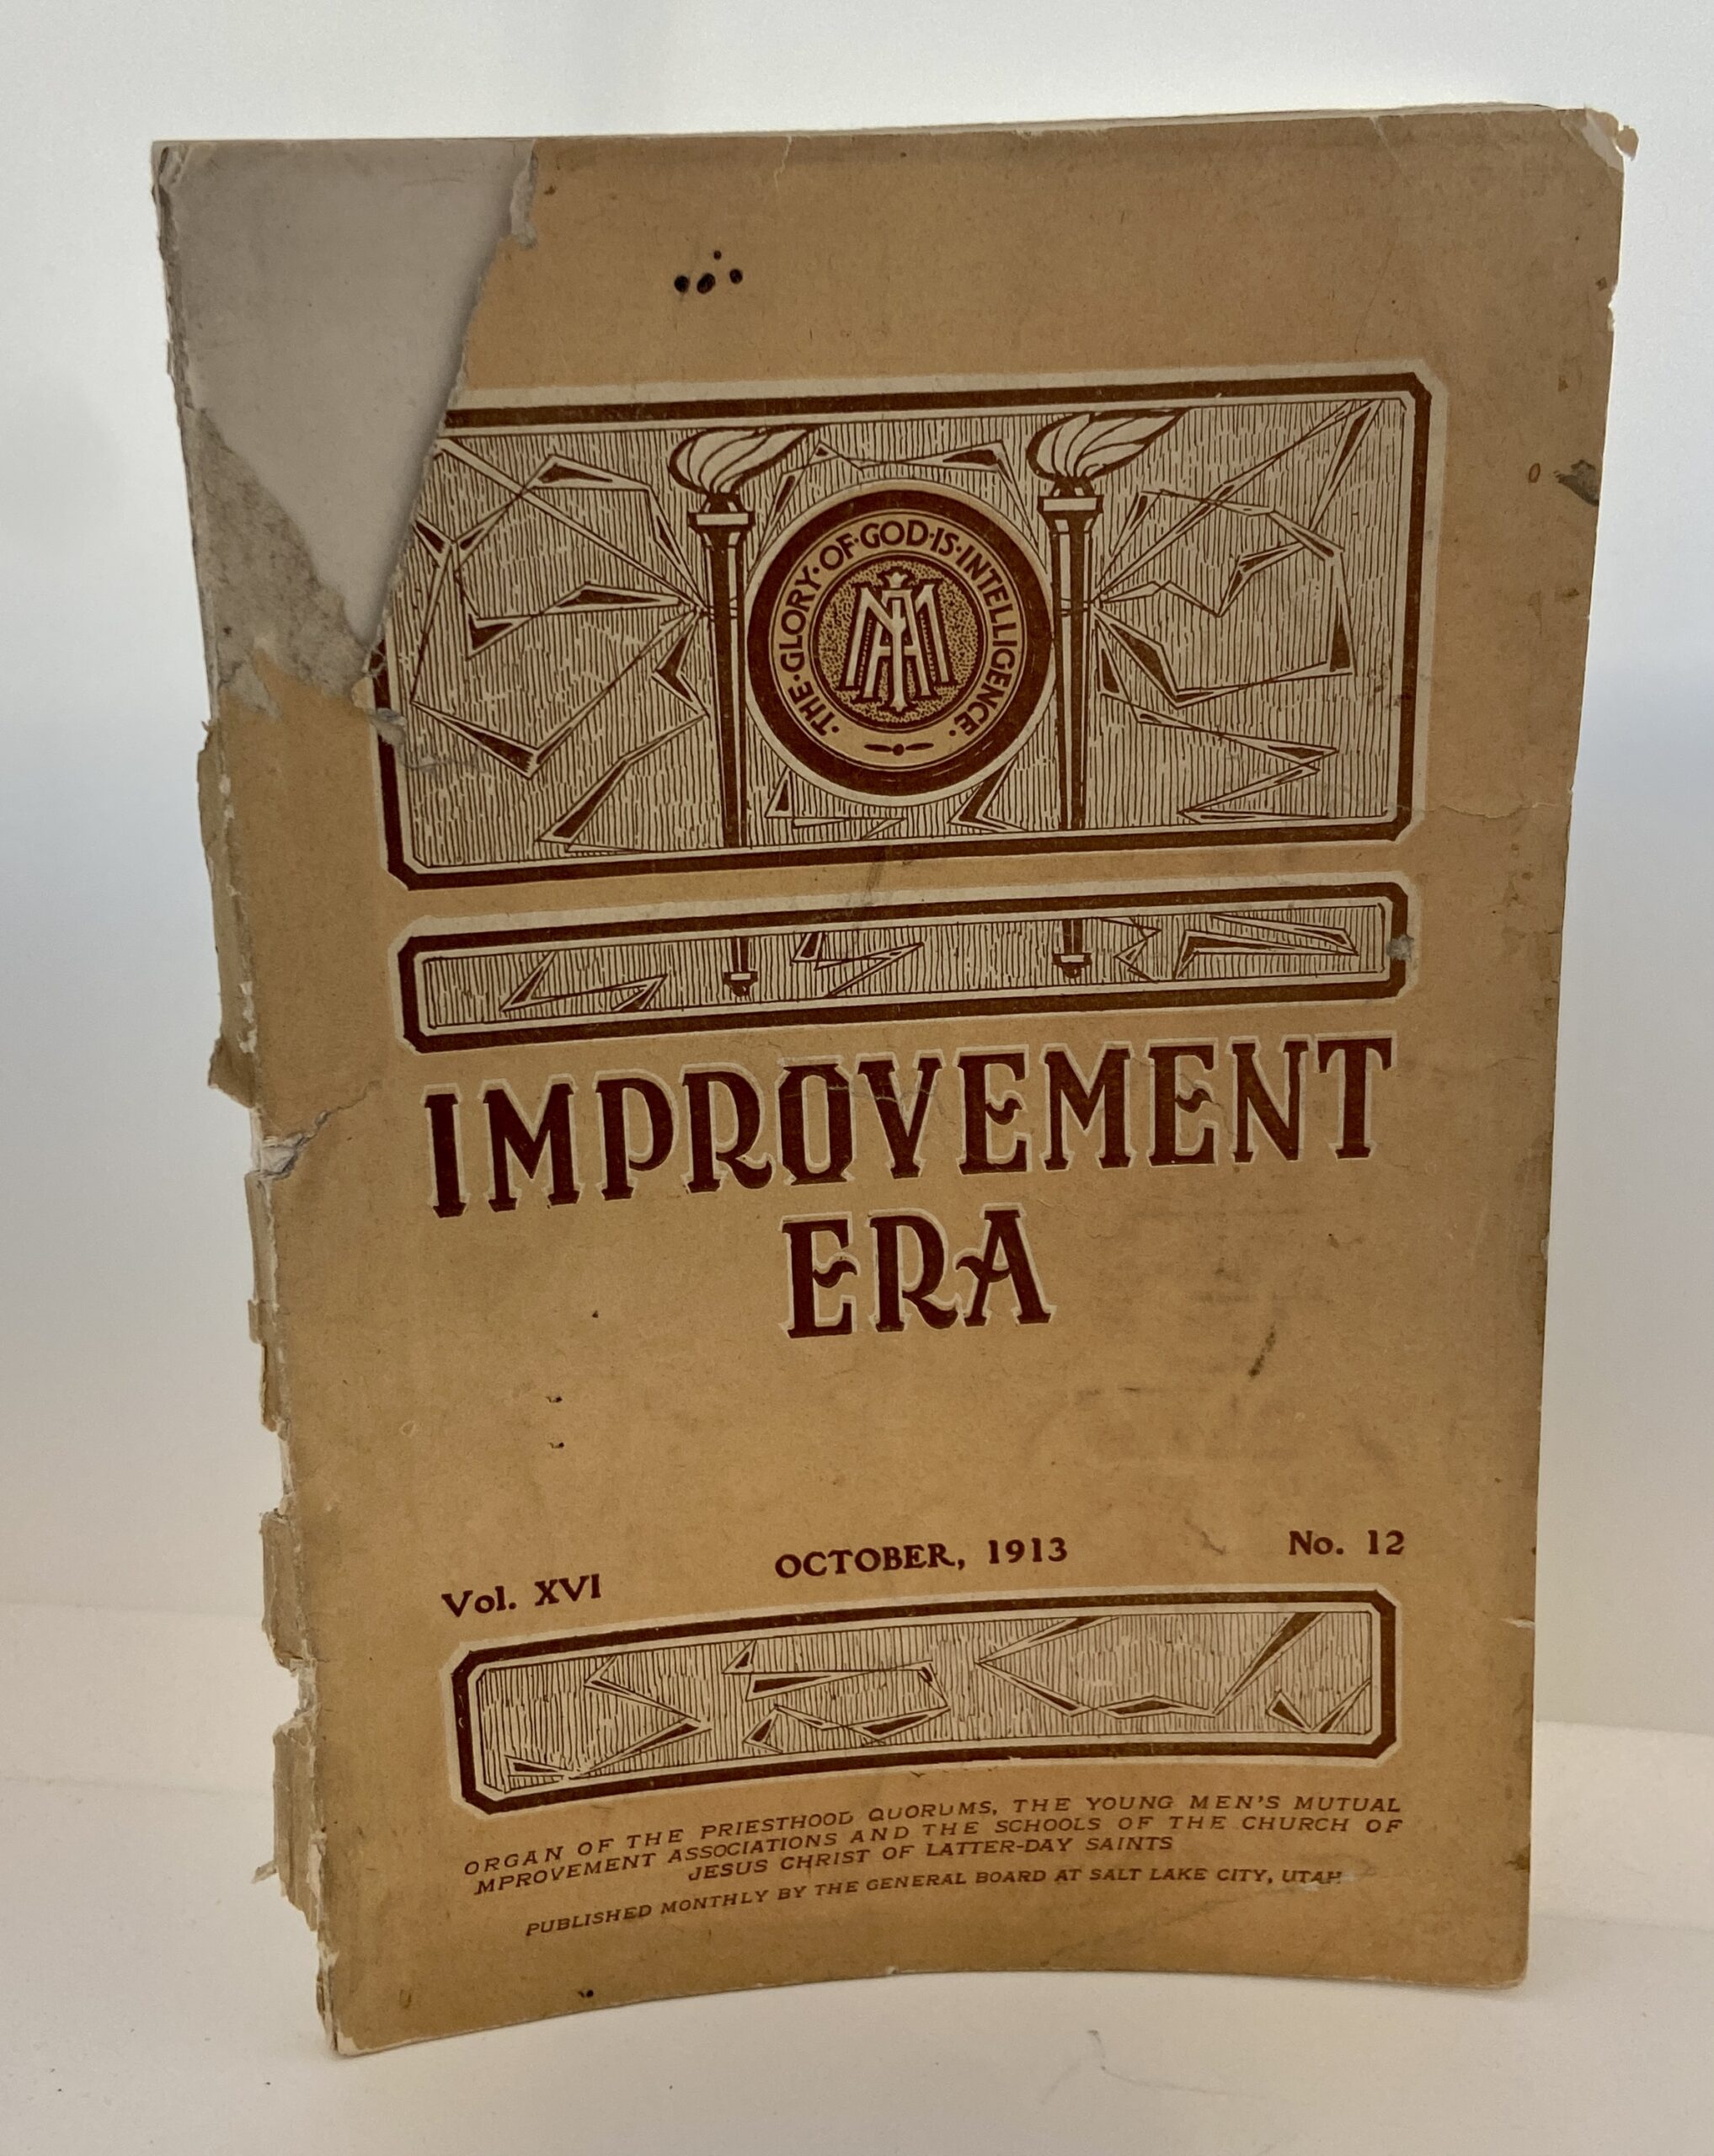 ·THE·GLORY·OF·GOD·IS·INTELLIGENCE·
YMMIA
IMPROVEMENT
ERA
Vol. XVI OCTOBER, 1913 No. 12
ORGAN OF THE PRIESTHOOD QUORUMS, THE YOUNG MEN'S MUTUAL
MPROVEMENT ASSOCIATIONS AND THE SCHOOLS OF THE CHURCH OF
JESUS CHRIST OF LATTER-DAY SAINTS
PUBLISHED MONTHLY BY THE GENERAL BOARD AT SALT LAKE CITY, UTAH